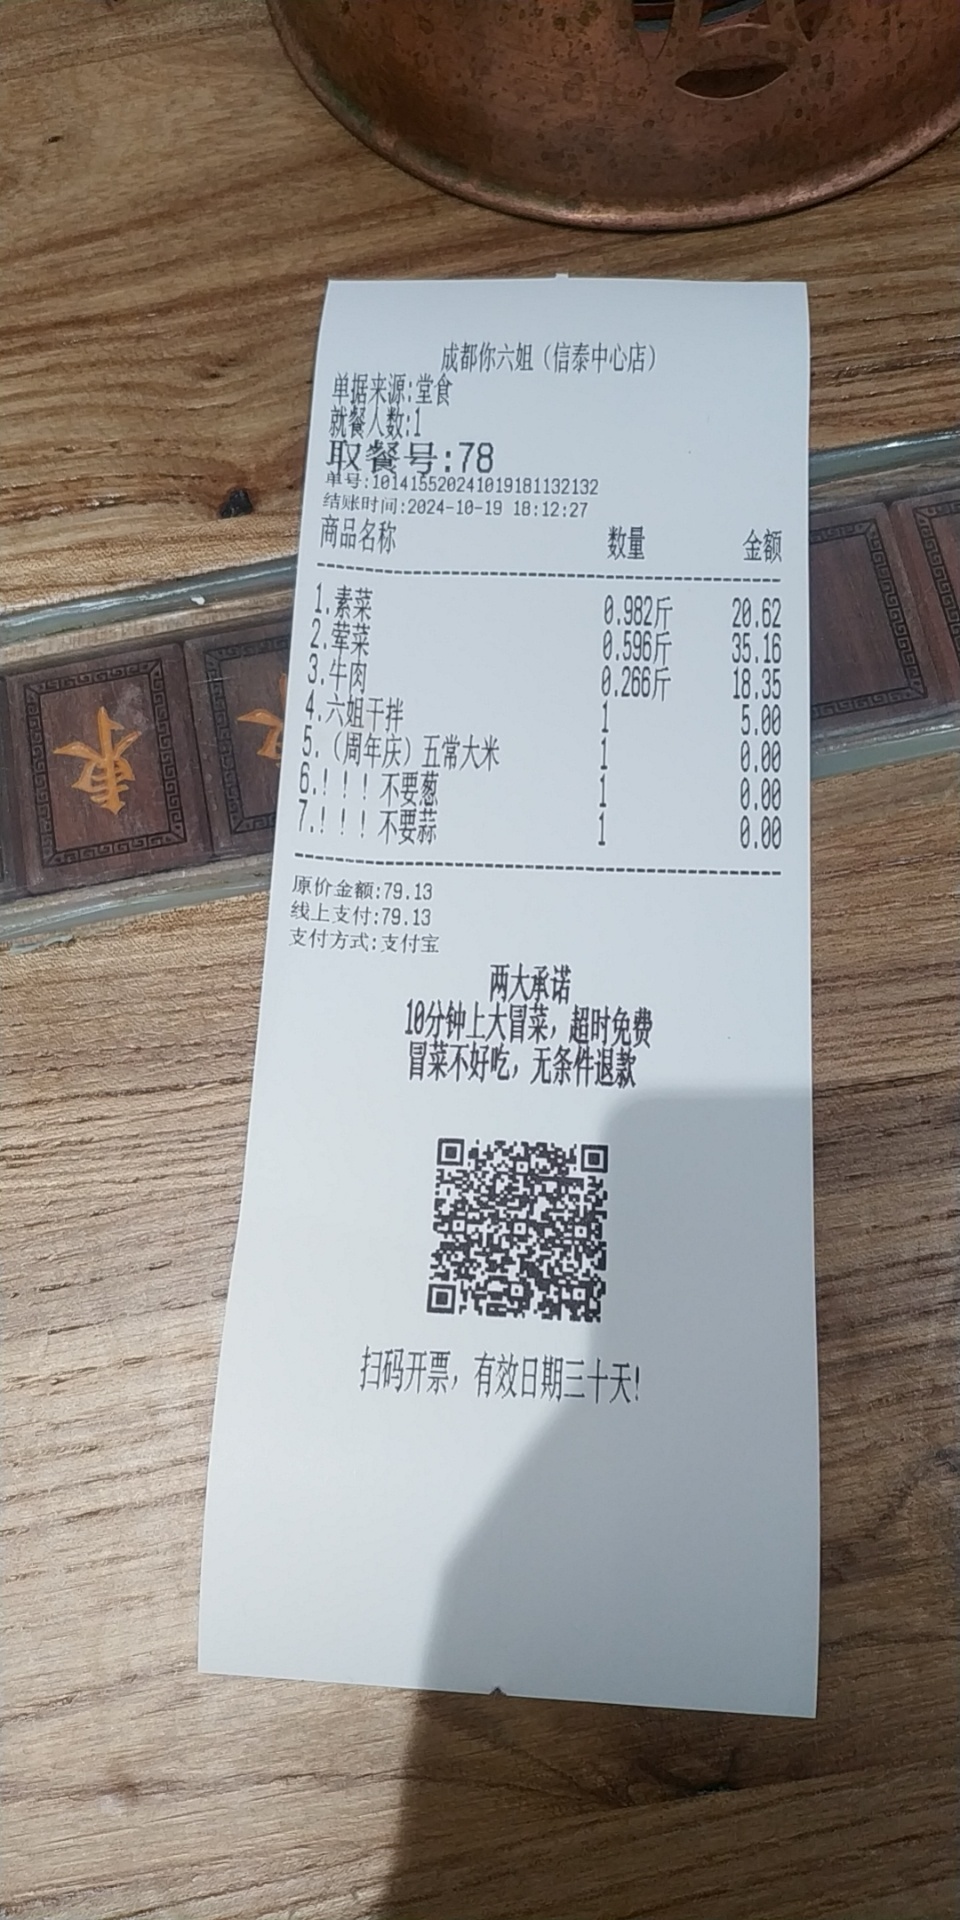 成都你六姐（信泰中心店）
单据来源:堂食
就餐人数:1
取餐号:78
单号:101415520241019181132132
结账时间:2024-10-19 18:12:27
商品名称 数量 金额
1.素菜 0.982斤 20.62
2.荤菜 0.596斤 35.16
3.牛肉 0.266斤 18.35
4.六姐干拌 1 5.00
5.（周年庆）五常大米 1 0.00
6.！！！不要葱 1 0.00
7.！！！不要蒜 1 0.00
原价金额:79.13
线上支付:79.13
支付方式:支付宝
两大承诺
10分钟上大冒菜，超时免费
冒菜不好吃，无条件退款
扫码开票，有效日期三十天!